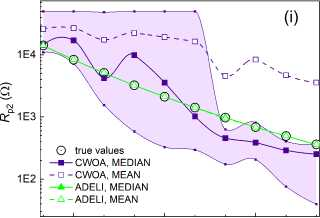 (i)
1E4
1E3
1E2
Rp2 (Ω)
true values
CWOA, MEDIAN
CWOA, MEAN
ADELI, MEDIAN
ADELI, MEAN